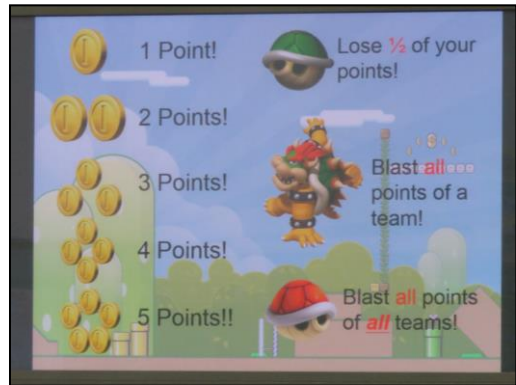 1 Point!
2 Points!
3 Points!
4 Points!
5 Points!!
Lose ½ of your
points!
Blast all
points of a
team!
Blast all points
of all teams!